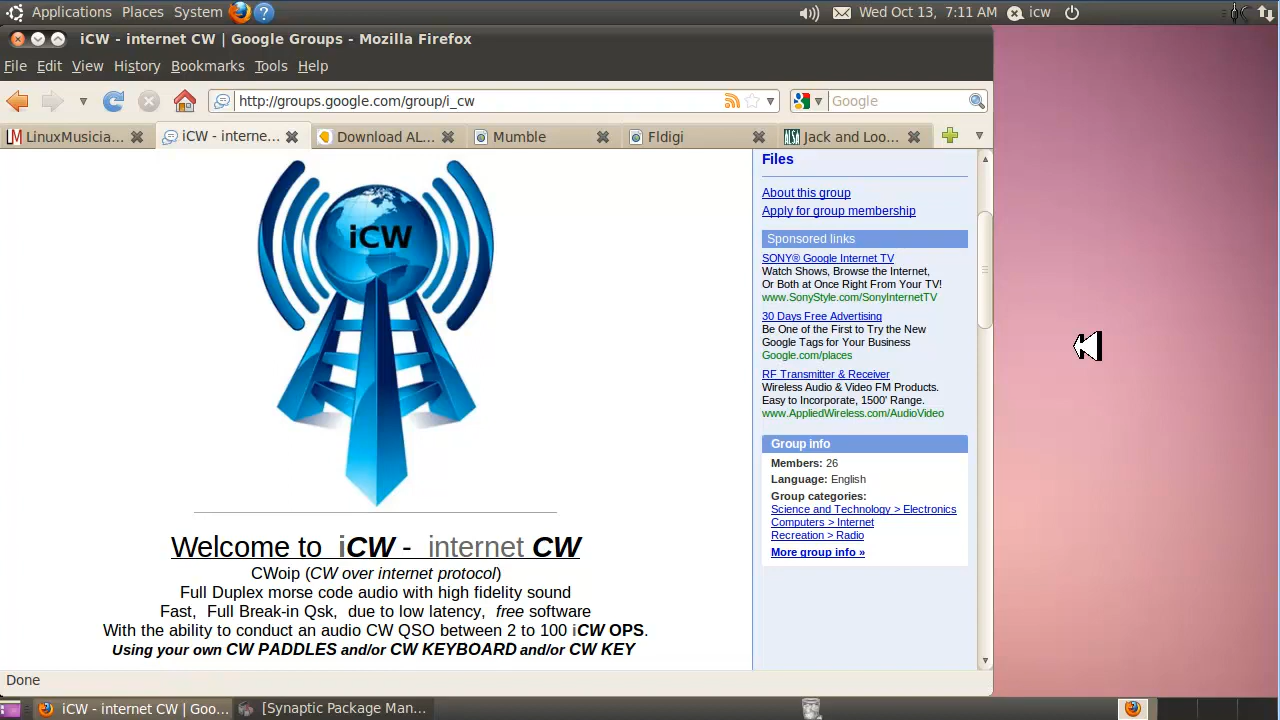 Applications Places System
Wed Oct 13, 7:11 AM icw
iCW - internet CW | Google Groups - Mozilla Firefox
File Edit View History Bookmarks Tools Help
http://groups.google.com/group/i_cw
Google
LinuxMusicia...
iCW - interne...
Download AL...
Mumble
Fldigi
Jack and Loo...
iCW
Files
About this group
Apply for group membership
Sponsored links
SONY® Google Internet TV
Watch Shows, Browse the Internet,
Or Both at Once Right From Your TV!
www.SonyStyle.com/SonyInternetTV
30 Days Free Advertising
Be One of the First to Try the New
Google Tags for Your Business
Google.com/places
RF Transmitter & Receiver
Wireless Audio & Video FM Products.
Easy to Incorporate, 1500' Range.
www.AppliedWireless.com/AudioVideo
Group info
Members: 26
Language: English
Group categories:
Science and Technology > Electronics
Computers > Internet
Recreation > Radio
More group info »
Welcome to iCW - internet CW
CWoip (CW over internet protocol)
Full Duplex morse code audio with high fidelity sound
Fast, Full Break-in Qsk, due to low latency, free software
With the ability to conduct an audio CW QSO between 2 to 100 iCW OPS.
Using your own CW PADDLES and/or CW KEYBOARD and/or CW KEY
Done
iCW - internet CW | Goo...
[Synaptic Package Man...